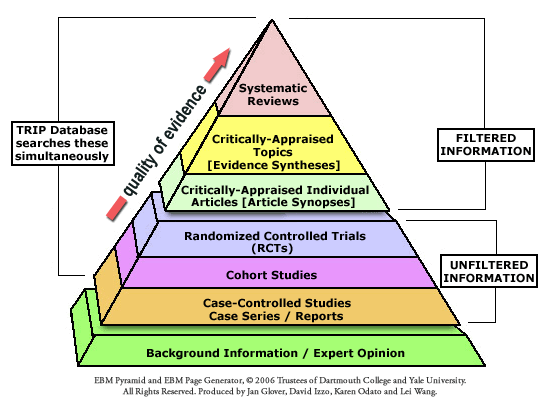 Systematic
Reviews
quality of evidence
TRIP Database
searches these
simultaneously
Critically-Appraised
Topics
[Evidence Syntheses]
FILTERED
INFORMATION
Critically-Appraised Individual
Articles [Article Synopses]
Randomized Controlled Trials
(RCTs)
Cohort Studies
UNFILTERED
INFORMATION
Case-Controlled Studies
Case Series / Reports
Background Information / Expert Opinion
EBM Pyramid and EBM Page Generator, © 2006 Trustees of Dartmouth College and Yale University.
All Rights Reserved. Produced by Jan Glover, David Izzo, Karen Odato and Lei Wang.